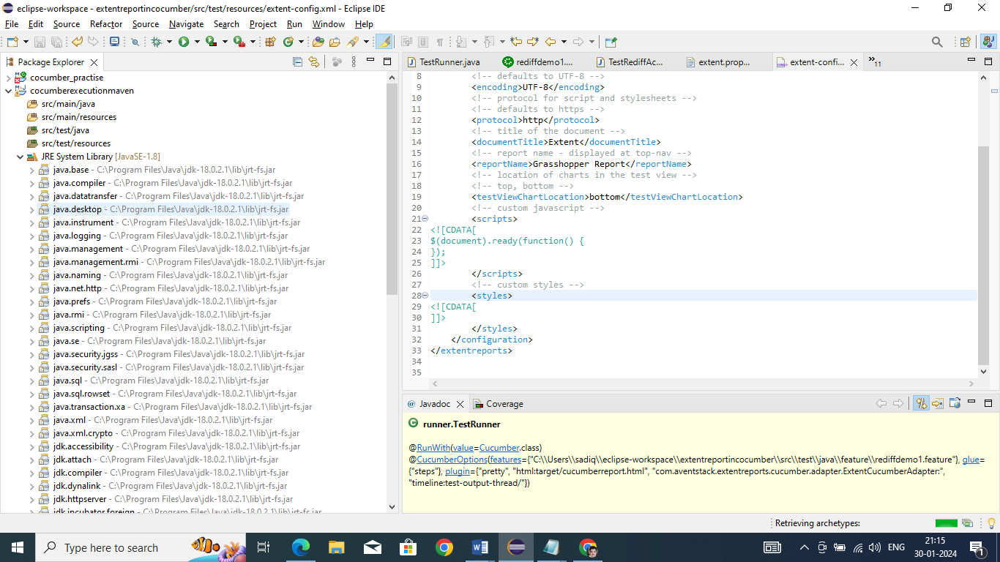 eclipse-workspace - extentreportincocumber/src/test/resources/extent-config.xml - Eclipse IDE
File Edit Source Refactor Source Navigate Search Project Run Window Help
Package Explorer
cocumber_practise
cocumberexecutionmaven
src/main/java
src/main/resources
src/test/java
src/test/resources
JRE System Library [JavaSE-1.8]
java.base - C:\Program Files\Java\jdk-18.0.2.1\lib\jrt-fs.jar
java.compiler - C:\Program Files\Java\jdk-18.0.2.1\lib\jrt-fs.jar
java.datatransfer - C:\Program Files\Java\jdk-18.0.2.1\lib\jrt-fs.jar
java.desktop - C:\Program Files\Java\jdk-18.0.2.1\lib\jrt-fs.jar
java.instrument - C:\Program Files\Java\jdk-18.0.2.1\lib\jrt-fs.jar
java.logging - C:\Program Files\Java\jdk-18.0.2.1\lib\jrt-fs.jar
java.management - C:\Program Files\Java\jdk-18.0.2.1\lib\jrt-fs.jar
java.management.rmi - C:\Program Files\Java\jdk-18.0.2.1\lib\jrt-fs.jar
java.naming - C:\Program Files\Java\jdk-18.0.2.1\lib\jrt-fs.jar
java.net.http - C:\Program Files\Java\jdk-18.0.2.1\lib\jrt-fs.jar
java.prefs - C:\Program Files\Java\jdk-18.0.2.1\lib\jrt-fs.jar
java.rmi - C:\Program Files\Java\jdk-18.0.2.1\lib\jrt-fs.jar
java.scripting - C:\Program Files\Java\jdk-18.0.2.1\lib\jrt-fs.jar
java.se - C:\Program Files\Java\jdk-18.0.2.1\lib\jrt-fs.jar
java.security.jgss - C:\Program Files\Java\jdk-18.0.2.1\lib\jrt-fs.jar
java.security.sasl - C:\Program Files\Java\jdk-18.0.2.1\lib\jrt-fs.jar
java.sql - C:\Program Files\Java\jdk-18.0.2.1\lib\jrt-fs.jar
java.sql.rowset - C:\Program Files\Java\jdk-18.0.2.1\lib\jrt-fs.jar
java.transaction.xa - C:\Program Files\Java\jdk-18.0.2.1\lib\jrt-fs.jar
java.xml - C:\Program Files\Java\jdk-18.0.2.1\lib\jrt-fs.jar
java.xml.crypto - C:\Program Files\Java\jdk-18.0.2.1\lib\jrt-fs.jar
jdk.accessibility - C:\Program Files\Java\jdk-18.0.2.1\lib\jrt-fs.jar
jdk.attach - C:\Program Files\Java\jdk-18.0.2.1\lib\jrt-fs.jar
jdk.compiler - C:\Program Files\Java\jdk-18.0.2.1\lib\jrt-fs.jar
jdk.dynalink - C:\Program Files\Java\jdk-18.0.2.1\lib\jrt-fs.jar
jdk.httpserver - C:\Program Files\Java\jdk-18.0.2.1\lib\jrt-fs.jar
jdk.incubator.foreign - C:\Program Files\Java\jdk-18.0.2.1\lib\jrt-fs.jar
TestRunner.java rediffdemo1.... TestRediffAc... extent.prop... extent-confi... 11
8 <!-- defaults to UTF-8 -->
9 <encoding>UTF-8</encoding>
10 <!-- protocol for script and stylesheets -->
11 <!-- defaults to https -->
12 <protocol>http</protocol>
13 <!-- title of the document -->
14 <documentTitle>Extent</documentTitle>
15 <!-- report name - displayed at top-nav -->
16 <reportName>Grasshopper Report</reportName>
17 <!-- location of charts in the test view -->
18 <!-- top, bottom -->
19 <testViewChartLocation>bottom</testViewChartLocation>
20 <!-- custom javascript -->
21 <scripts>
22 <![CDATA[
23 $(document).ready(function() {
24 });
25 ]]>
26 </scripts>
27 <!-- custom styles -->
28 <styles>
29 <![CDATA[
30 ]]>
31 </styles>
32 </configuration>
33 </extentreports>
34
35
@ Javadoc Coverage
runner.TestRunner
@RunWith(value=Cucumber.class)
@CucumberOptions(features={"C:\\Users\\sadiq\\eclipse-workspace\\extentreportincocumber\\src\\test\\java\\feature\\rediffdemo1.feature"}, glue=
{"steps"}, plugin={"pretty", "html:target/cucumberreport.html", "com.aventstack.extentreports.cucumber.adapter.ExtentCucumberAdapter:",
"timeline:test-output-thread/"})
Retrieving archetypes:
Type here to search
ENG
21:15
30-01-2024
1